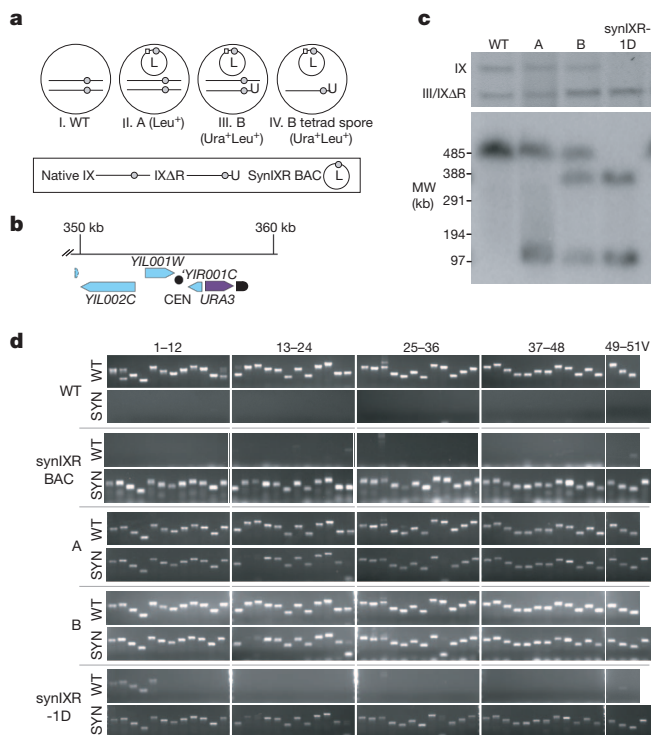 a
L
L
U
L
U
I. WT
II. A (Leu⁺)
III. B
(Ura⁺Leu⁺)
IV. B tetrad spore
(Ura⁺Leu⁺)
Native IX
IXΔR
U
SynIXR BAC
L
b
350 kb
360 kb
YIL001W
'YIR001C
YIL002C
CEN
URA3
c
WT
A
B
synIXR-
1D
IX
III/IXΔR
MW
(kb)
485
388
291
194
97
d
1–12
13–24
25–36
37–48
49–51V
WT
WT
SYN
synIXR
BAC
WT
SYN
A
WT
SYN
B
WT
SYN
synIXR
-1D
WT
SYN